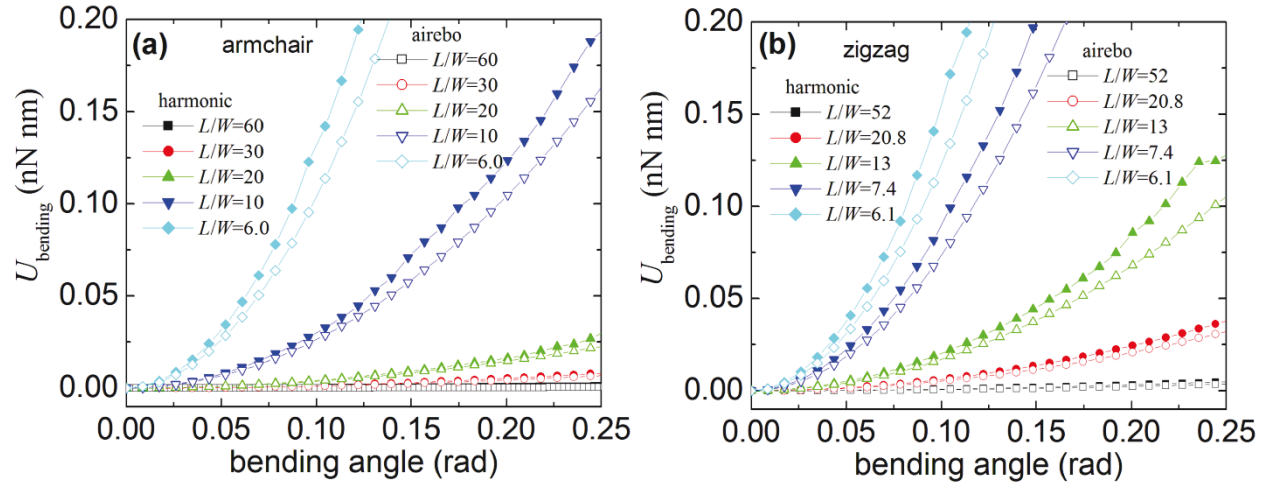 (a)
armchair
harmonic
L/W=60
L/W=30
L/W=20
L/W=10
L/W=6.0
airebo
L/W=60
L/W=30
L/W=20
L/W=10
L/W=6.0
U bending (nN nm)
0.20
0.15
0.10
0.05
0.00
0.00 0.05 0.10 0.15 0.20 0.25
bending angle (rad)
(b)
zigzag
harmonic
L/W=52
L/W=20.8
L/W=13
L/W=7.4
L/W=6.1
airebo
L/W=52
L/W=20.8
L/W=13
L/W=7.4
L/W=6.1
U bending (nN nm)
0.20
0.15
0.10
0.05
0.00
0.00 0.05 0.10 0.15 0.20 0.25
bending angle (rad)